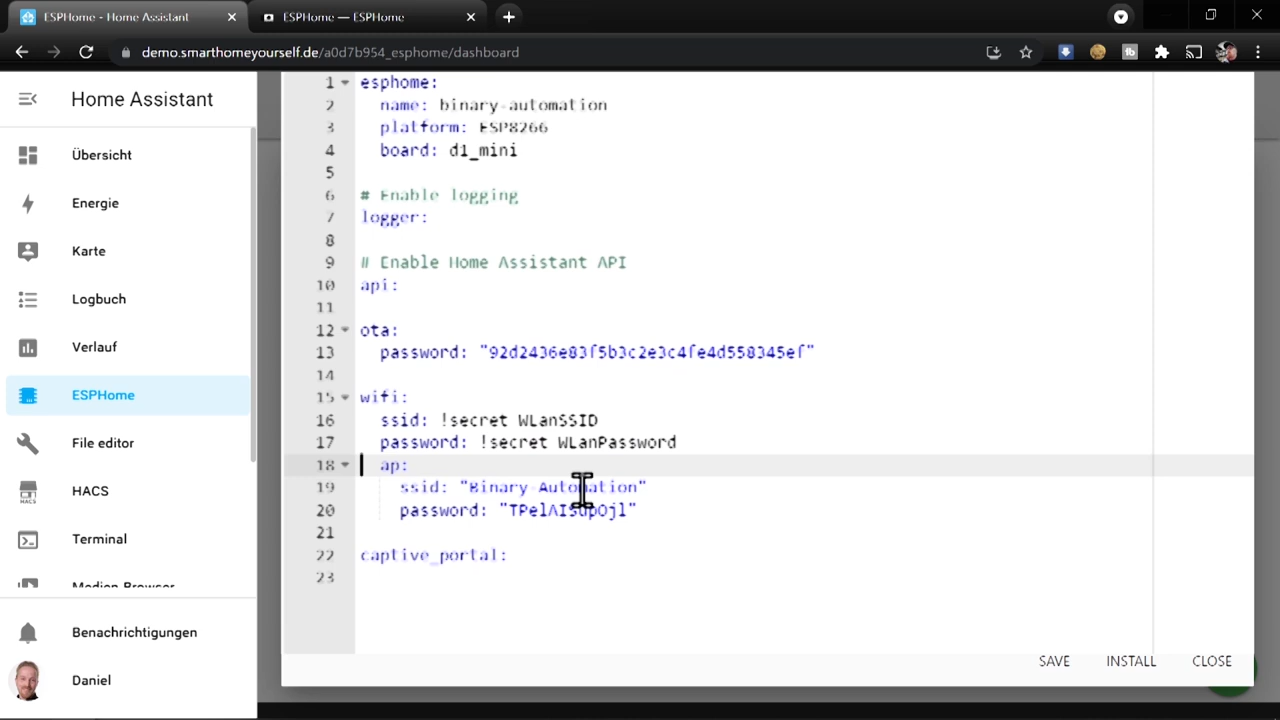 ESPHome - Home Assistant
ESPHome — ESPHome
demo.smarthomeyourself.de/a0d7b954_esphome/dashboard
Home Assistant
Übersicht
Energie
Karte
Logbuch
Verlauf
ESPHome
File editor
HACS
HACS
Terminal
Medien Browser
Benachrichtigungen
Daniel
1 esphome:
2 name: binary-automation
3 platform: ESP8266
4 board: d1_mini
5
6 # Enable logging
7 logger:
8
9 # Enable Home Assistant API
10 api:
11
12 ota:
13 password: "92d2436e83f5b3c2e3c4fe4d558345ef"
14
15 wifi:
16 ssid: !secret WLanSSID
17 password: !secret WLanPassword
18 ap:
19 ssid: "Binary-Automation"
20 password:
21
22 captive_portal:
23
SAVE INSTALL CLOSE